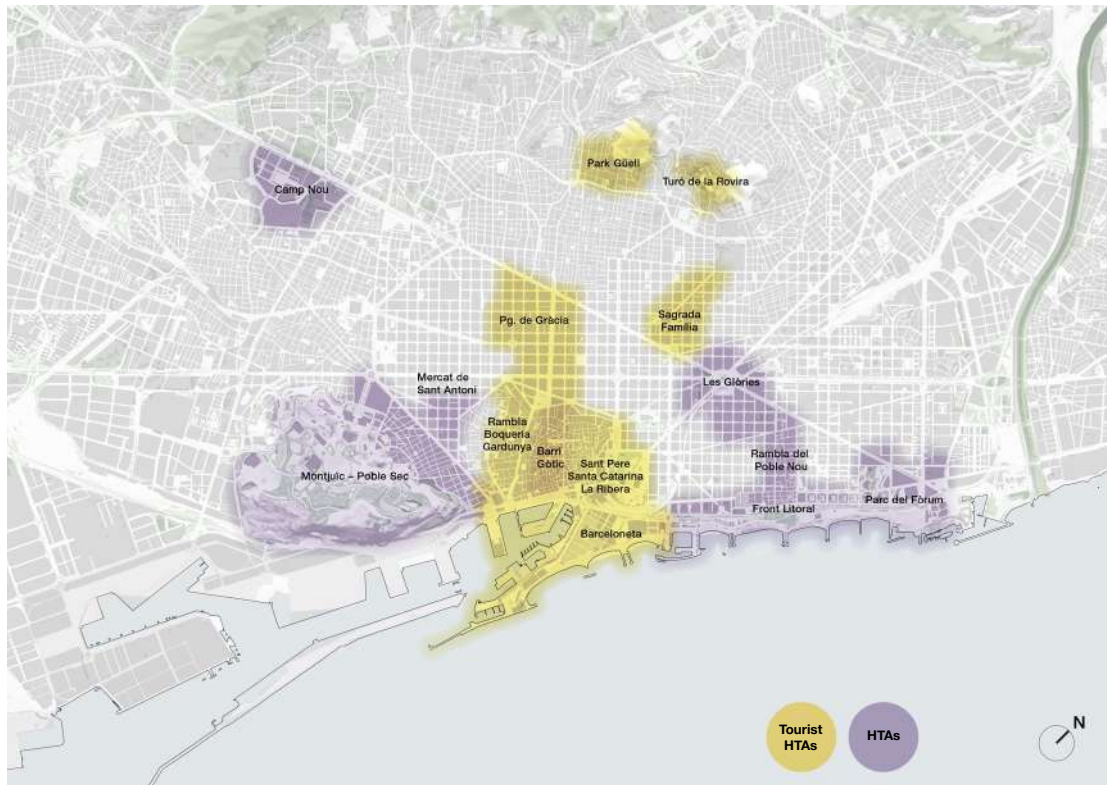 Park Güell
Turó de la Rovira
Camp Nou
Pg. de Gràcia
Sagrada
Família
Mercat de
Sant Antoni
Les Glòries
Rambla
Boqueria
Gardunya
Barri
Gòtic
Sant Pere
Santa Catarina
La Ribera
Rambla del
Poble Nou
Montjuïc – Poble Sec
Parc del Fòrum
Front Litoral
Barceloneta
Tourist
HTAs
HTAs
N